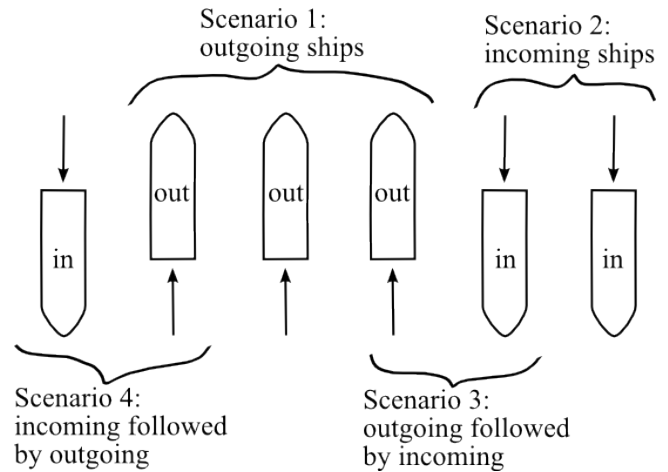 Scenario 1:
outgoing ships
Scenario 2:
incoming ships
in
out
out
out
in
in
Scenario 4:
incoming followed
by outgoing
Scenario 3:
outgoing followed
by incoming